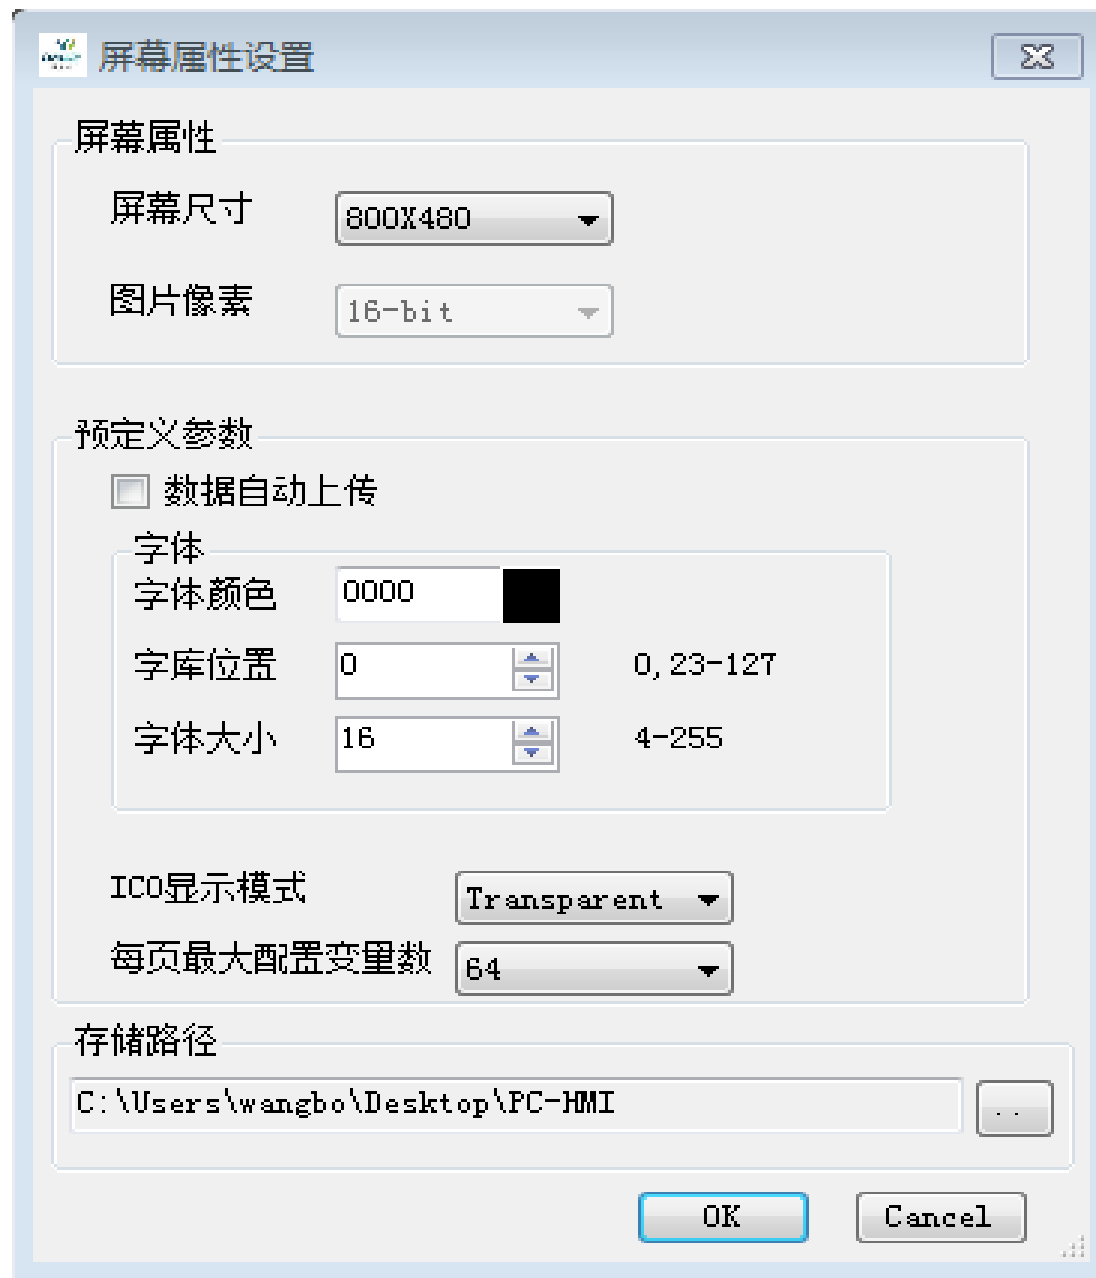 屏幕属性设置
屏幕属性
屏幕尺寸 800X480
图片像素 16-bit
预定义参数
数据自动上传
字体
字体颜色 0000
字库位置 0 0,23-127
字体大小 16 4-255
ICO显示模式 Transparent
每页最大配置变量数 64
存储路径
C:\Users\wangbo\Desktop\PC-HMI ..
OK Cancel